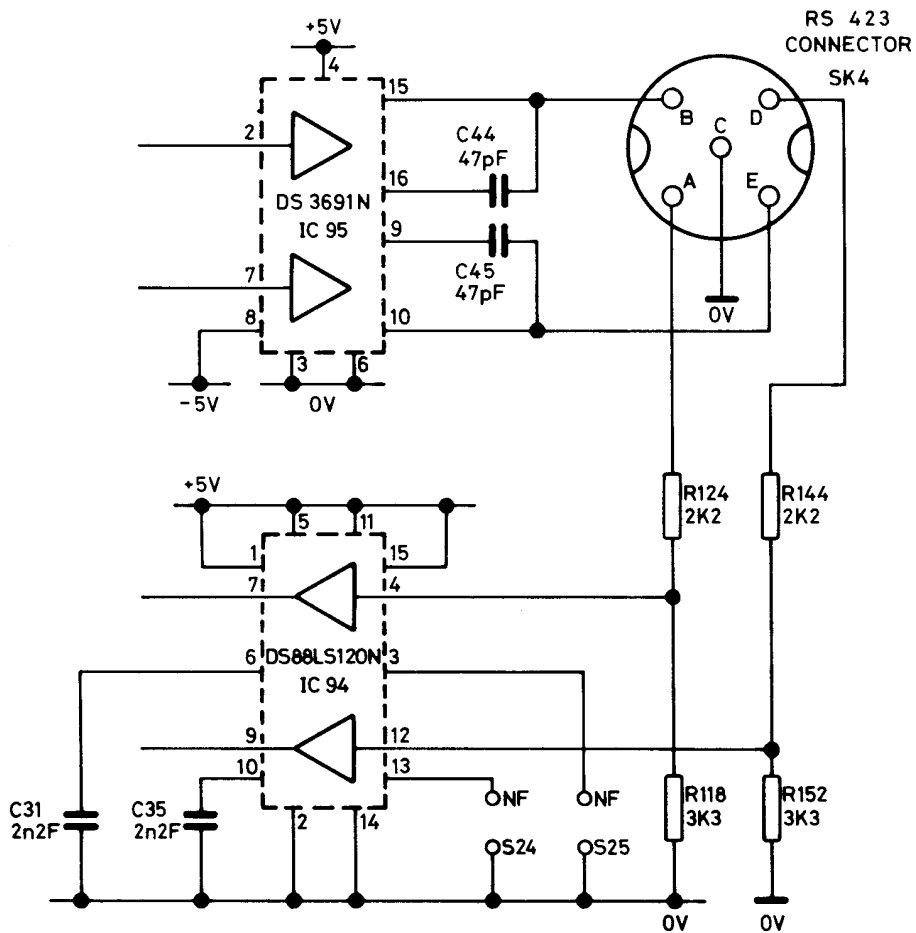 RS 423
CONNECTOR
SK4
+5V
4
15
2
C44
47pF
16
DS 3691N
IC 95
9
7
C45
47pF
8
10
3
6
-5V
0V
B
D
C
A
E
0V
+5V
5
11
1
15
7
4
R124
2K2
R144
2K2
6
DS88LS120N
3
IC 94
9
12
10
13
C31
2n2F
C35
2n2F
2
14
NF
NF
S24
S25
R118
3K3
R152
3K3
0V
0V